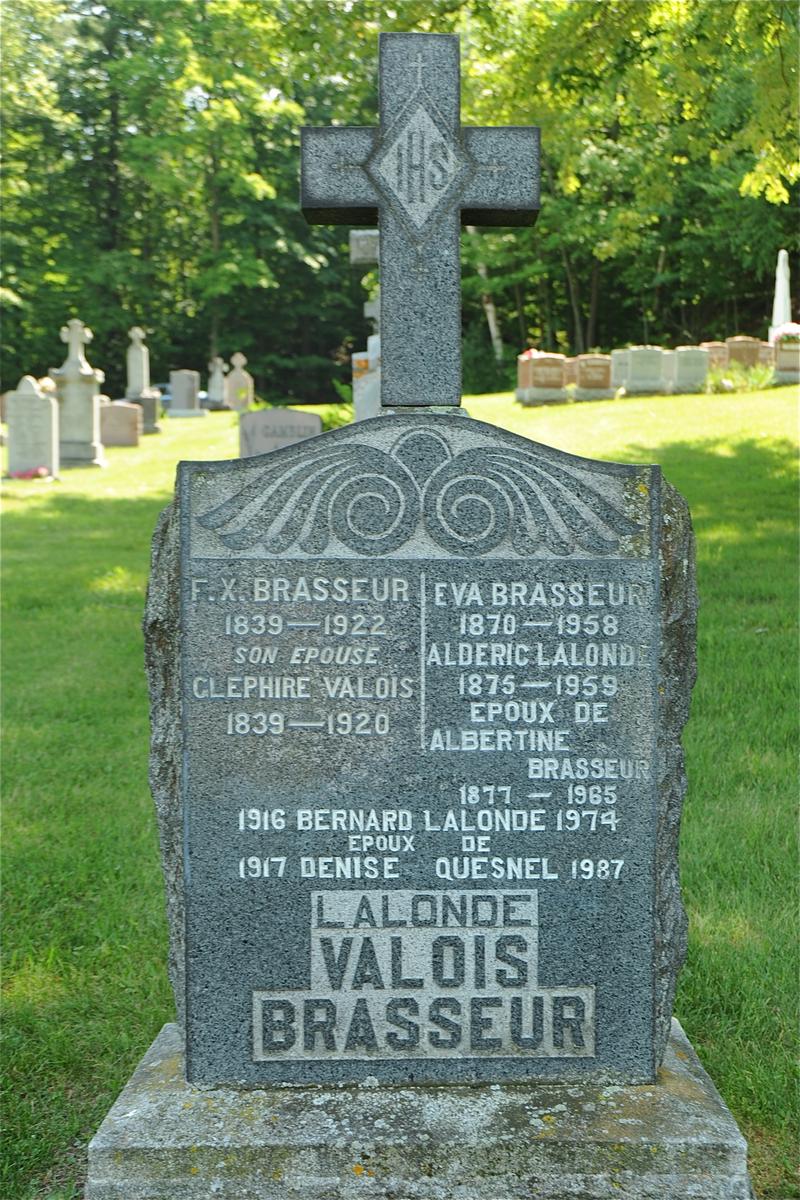 IHS
GAMBLIN
F.X. BRASSEUR
1839—1922
SON EPOUSE
CLEPHIRE VALOIS
1839—1920
EVA BRASSEUR
1870—1958
ALDERIC LALONDE
1875—1959
EPOUX DE
ALBERTINE
BRASSEUR
1877 — 1965
1916 BERNARD LALONDE 1974
EPOUX DE
1917 DENISE QUESNEL 1987
LALONDE
VALOIS
BRASSEUR